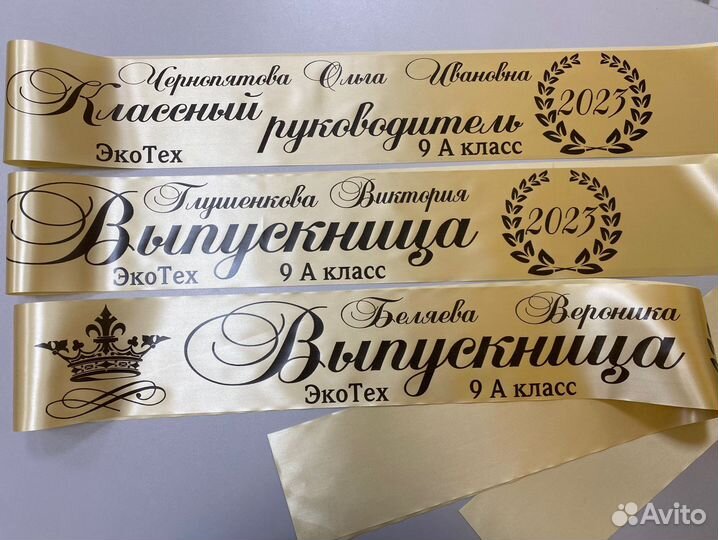 Чернопятова Ольга Ивановна
Классный
руководитель
2023
ЭкоТех 9 А класс
Глушенкова Виктория
Выпускница
2023
ЭкоТех 9 А класс
Беляева Вероника
Выпускница
ЭкоТех 9 А класс
Avito